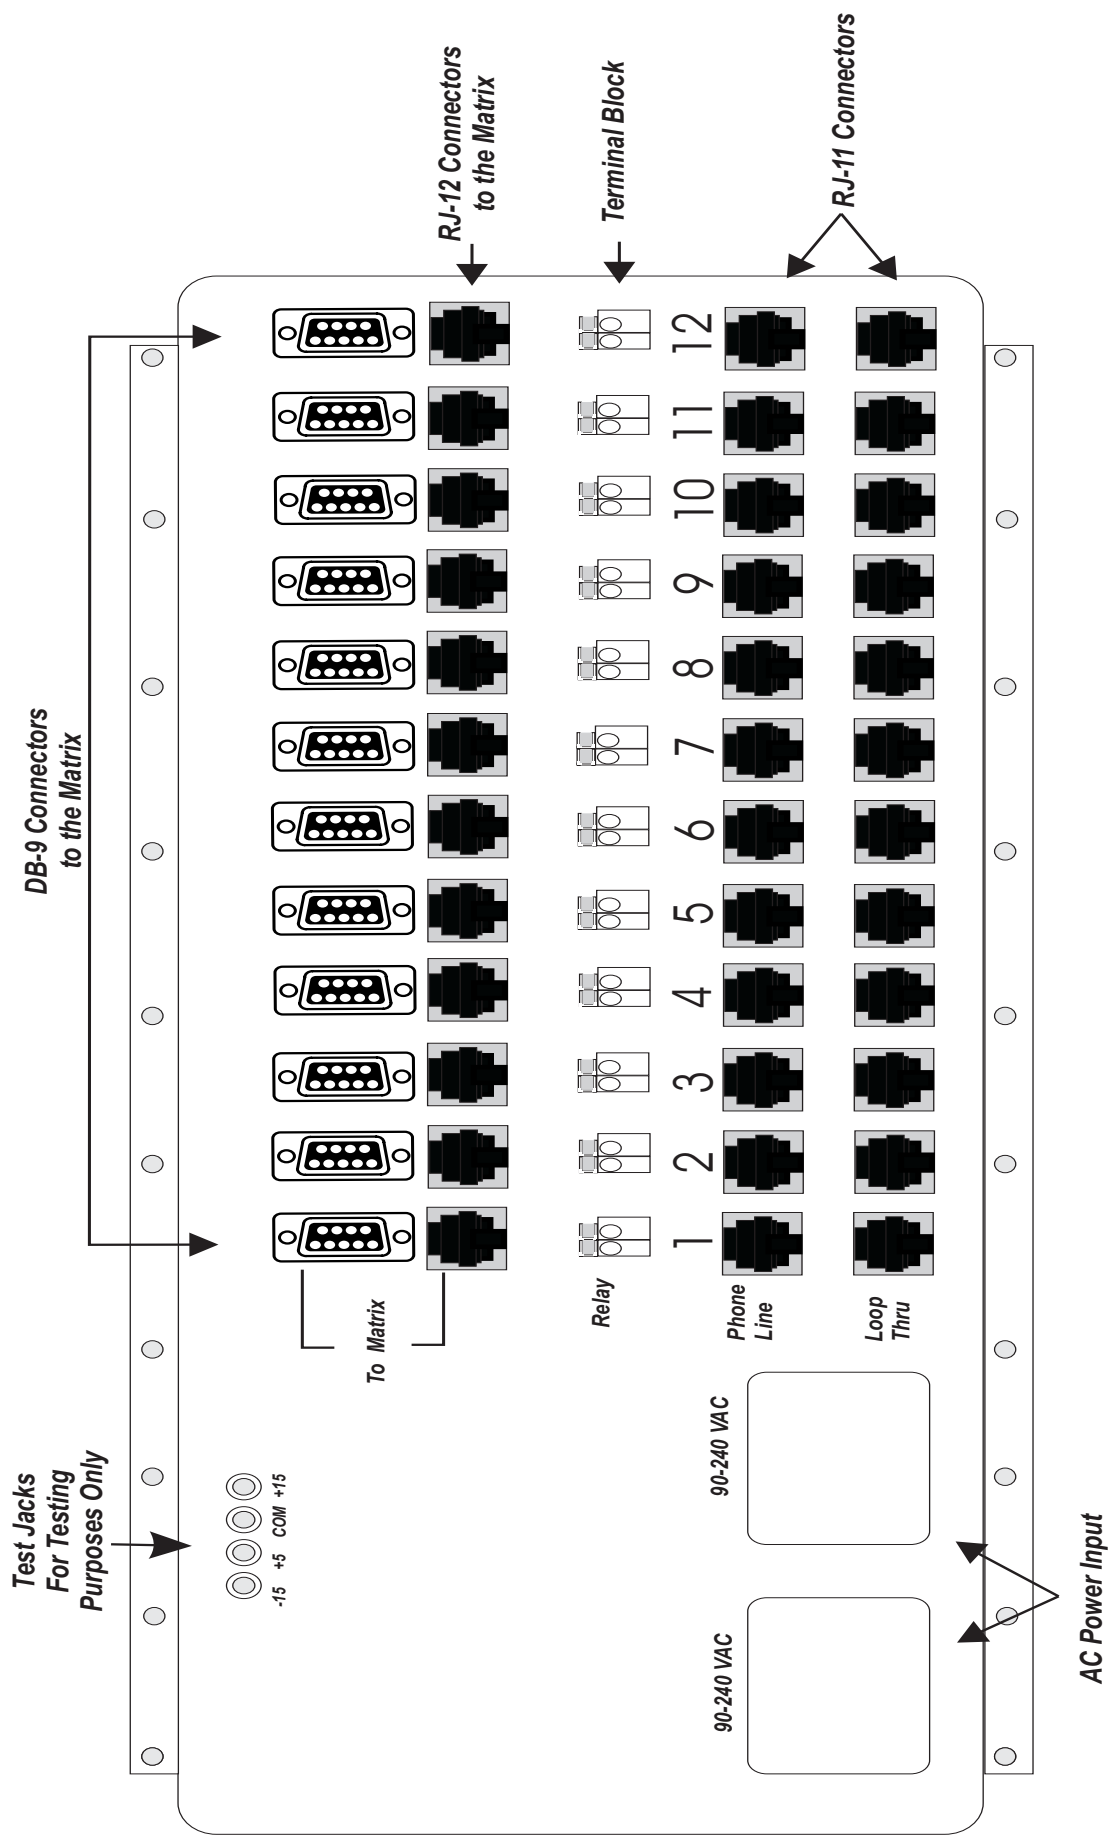 Test Jacks
For Testing
Purposes Only
DB-9 Connectors
to the Matrix
-15 +5 COM +15
To Matrix
RJ-12 Connectors
to the Matrix
Relay
Terminal Block
1 2 3 4 5 6 7 8 9 10 11 12
90-240 VAC
90-240 VAC
Phone
Line
Loop
Thru
RJ-11 Connectors
AC Power Input